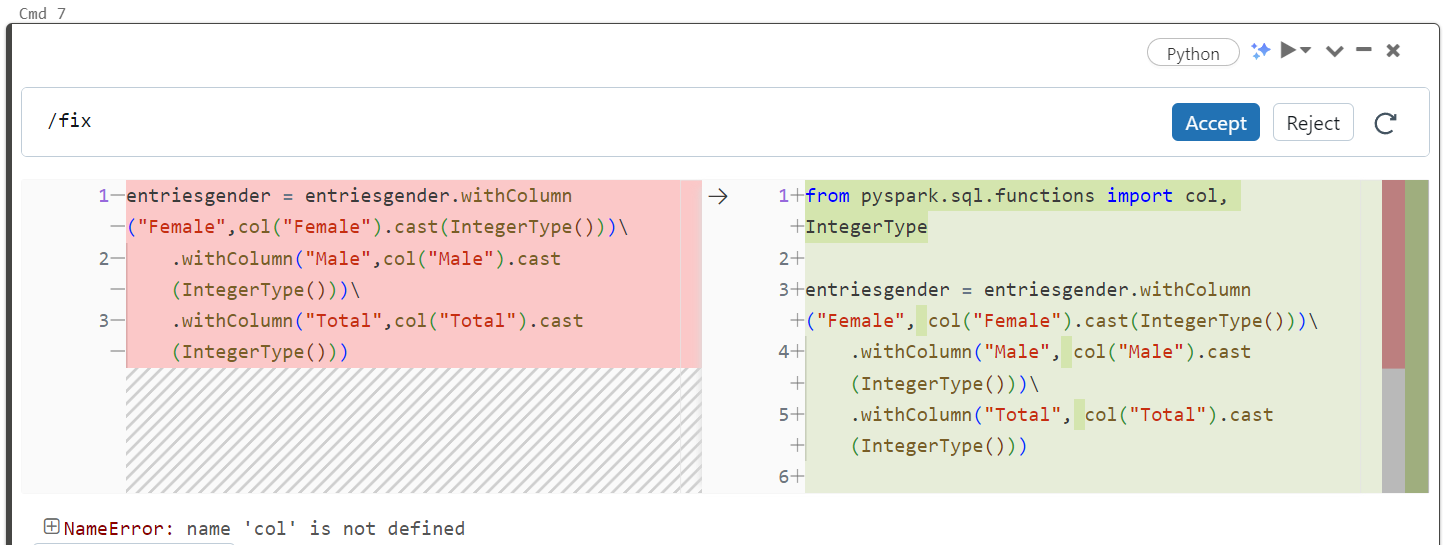 Cmd 7
Python
/fix
Accept
Reject
1 entriesgender = entriesgender.withColumn
("Female",col("Female").cast(IntegerType()))\
2 .withColumn("Male",col("Male").cast
(IntegerType()))\
3 .withColumn("Total",col("Total").cast
(IntegerType()))
1+from pyspark.sql.functions import col,
+IntegerType
2+
3+entriesgender = entriesgender.withColumn
+("Female", col("Female").cast(IntegerType()))\
4+ .withColumn("Male", col("Male").cast
+ (IntegerType()))\
5+ .withColumn("Total", col("Total").cast
+ (IntegerType()))
6+
NameError: name 'col' is not defined